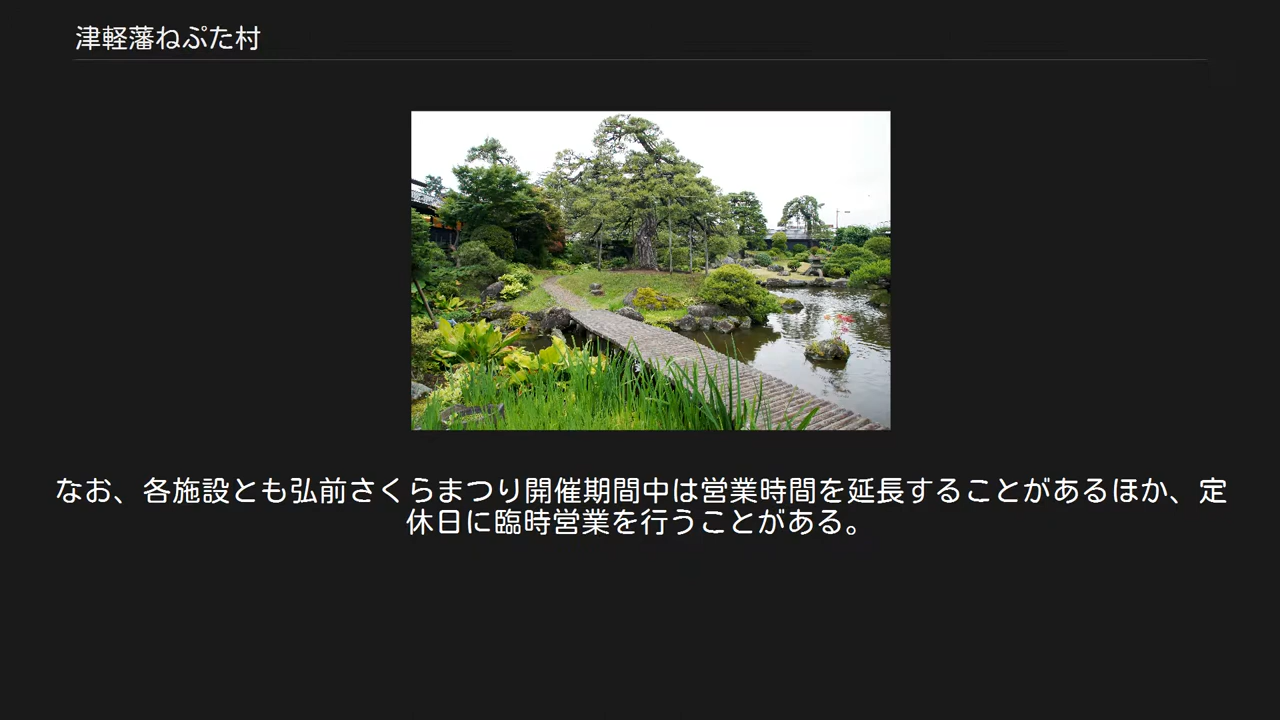 津軽藩ねぷた村
なお、各施設とも弘前さくらまつり開催期間中は営業時間を延長することがあるほか、定
休日に臨時営業を行うことがある。